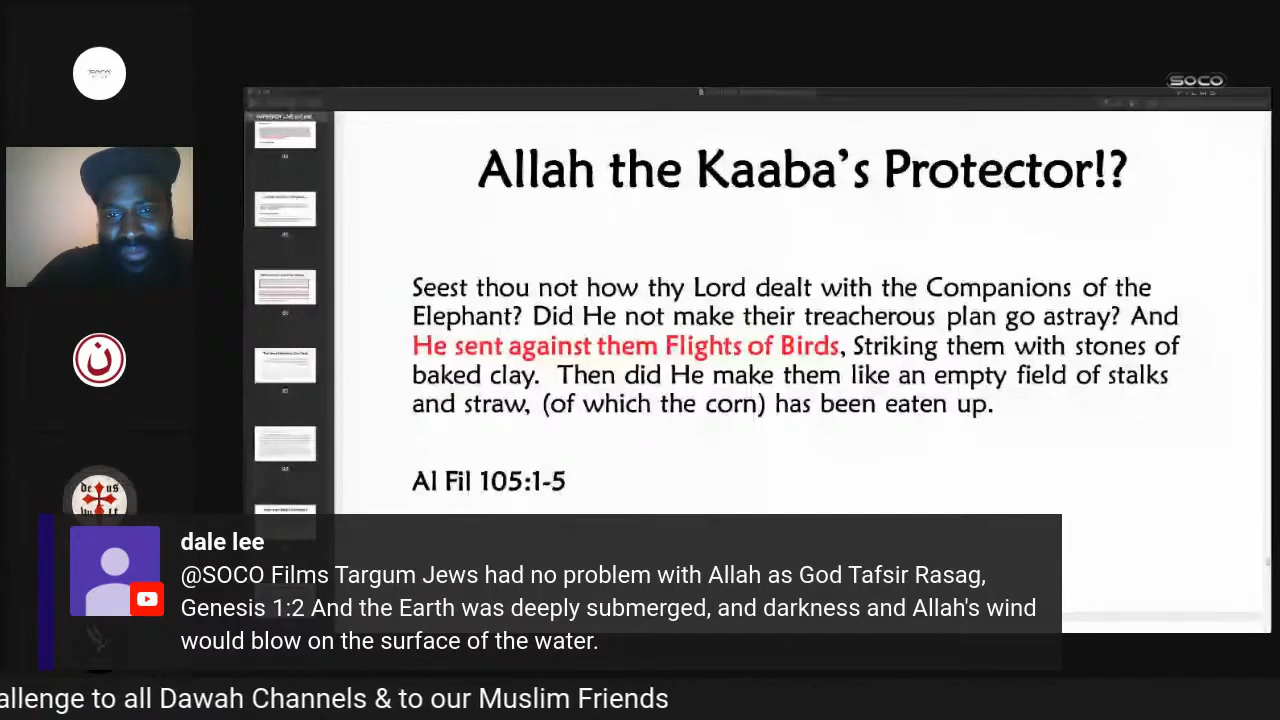 SOCO
FILMS
Allah the Kaaba's Protector!?
Seest thou not how thy Lord dealt with the Companions of the
Elephant? Did He not make their treacherous plan go astray? And
He sent against them Flights of Birds, Striking them with stones of
baked clay. Then did He make them like an empty field of stalks
and straw, (of which the corn) has been eaten up.
Al Fil 105:1-5
ن
de us
vult
dale lee
@SOCO Films Targum Jews had no problem with Allah as God Tafsir Rasag,
Genesis 1:2 And the Earth was deeply submerged, and darkness and Allah's wind
would blow on the surface of the water.
allenge to all Dawah Channels & to our Muslim Friends